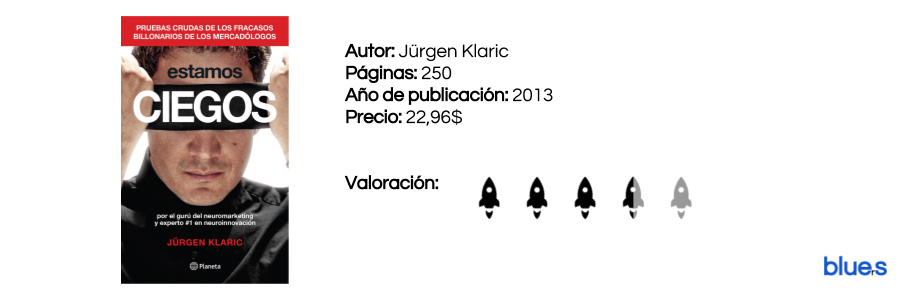 PRUEBAS CRUDAS DE LOS FRACASOS
BILLONARIOS DE LOS MERCADÓLOGOS
estamos
CIEGOS
por el gurú del neuromarketing
y experto #1 en neuroinnovación
JÜRGEN KLARIC
Planeta
Autor: Jürgen Klaric
Páginas: 250
Año de publicación: 2013
Precio: 22,96$
Valoración:
bluers